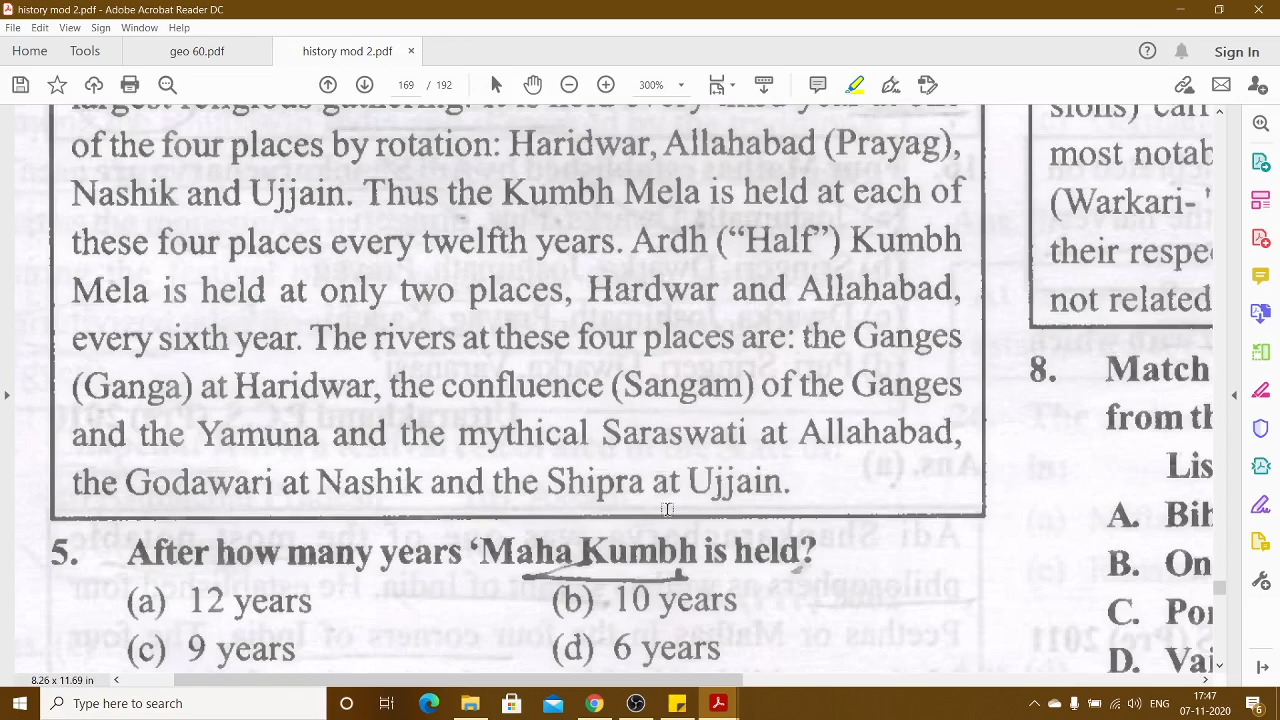 history mod 2.pdf - Adobe Acrobat Reader DC
File Edit View Sign Window Help
Home Tools geo 60.pdf history mod 2.pdf × Sign In
169 / 192 300%
of the four places by rotation: Haridwar, Allahabad (Prayag),
Nashik and Ujjain. Thus the Kumbh Mela is held at each of
these four places every twelfth years. Ardh (“Half”) Kumbh
Mela is held at only two places, Hardwar and Allahabad,
every sixth year. The rivers at these four places are: the Ganges
(Ganga) at Haridwar, the confluence (Sangam) of the Ganges
and the Yamuna and the mythical Saraswati at Allahabad,
the Godawari at Nashik and the Shipra at Ujjain.
5. After how many years ‘Maha Kumbh is held?
(a) 12 years (b) 10 years
(c) 9 years (d) 6 years
most notab
(Warkari- '
their respe
not related
8. Match
from th
Lis
A. Bih
B. On
C. Po
D. Vai
8.26 x 11.69 in
Type here to search
17:47
07-11-2020
6